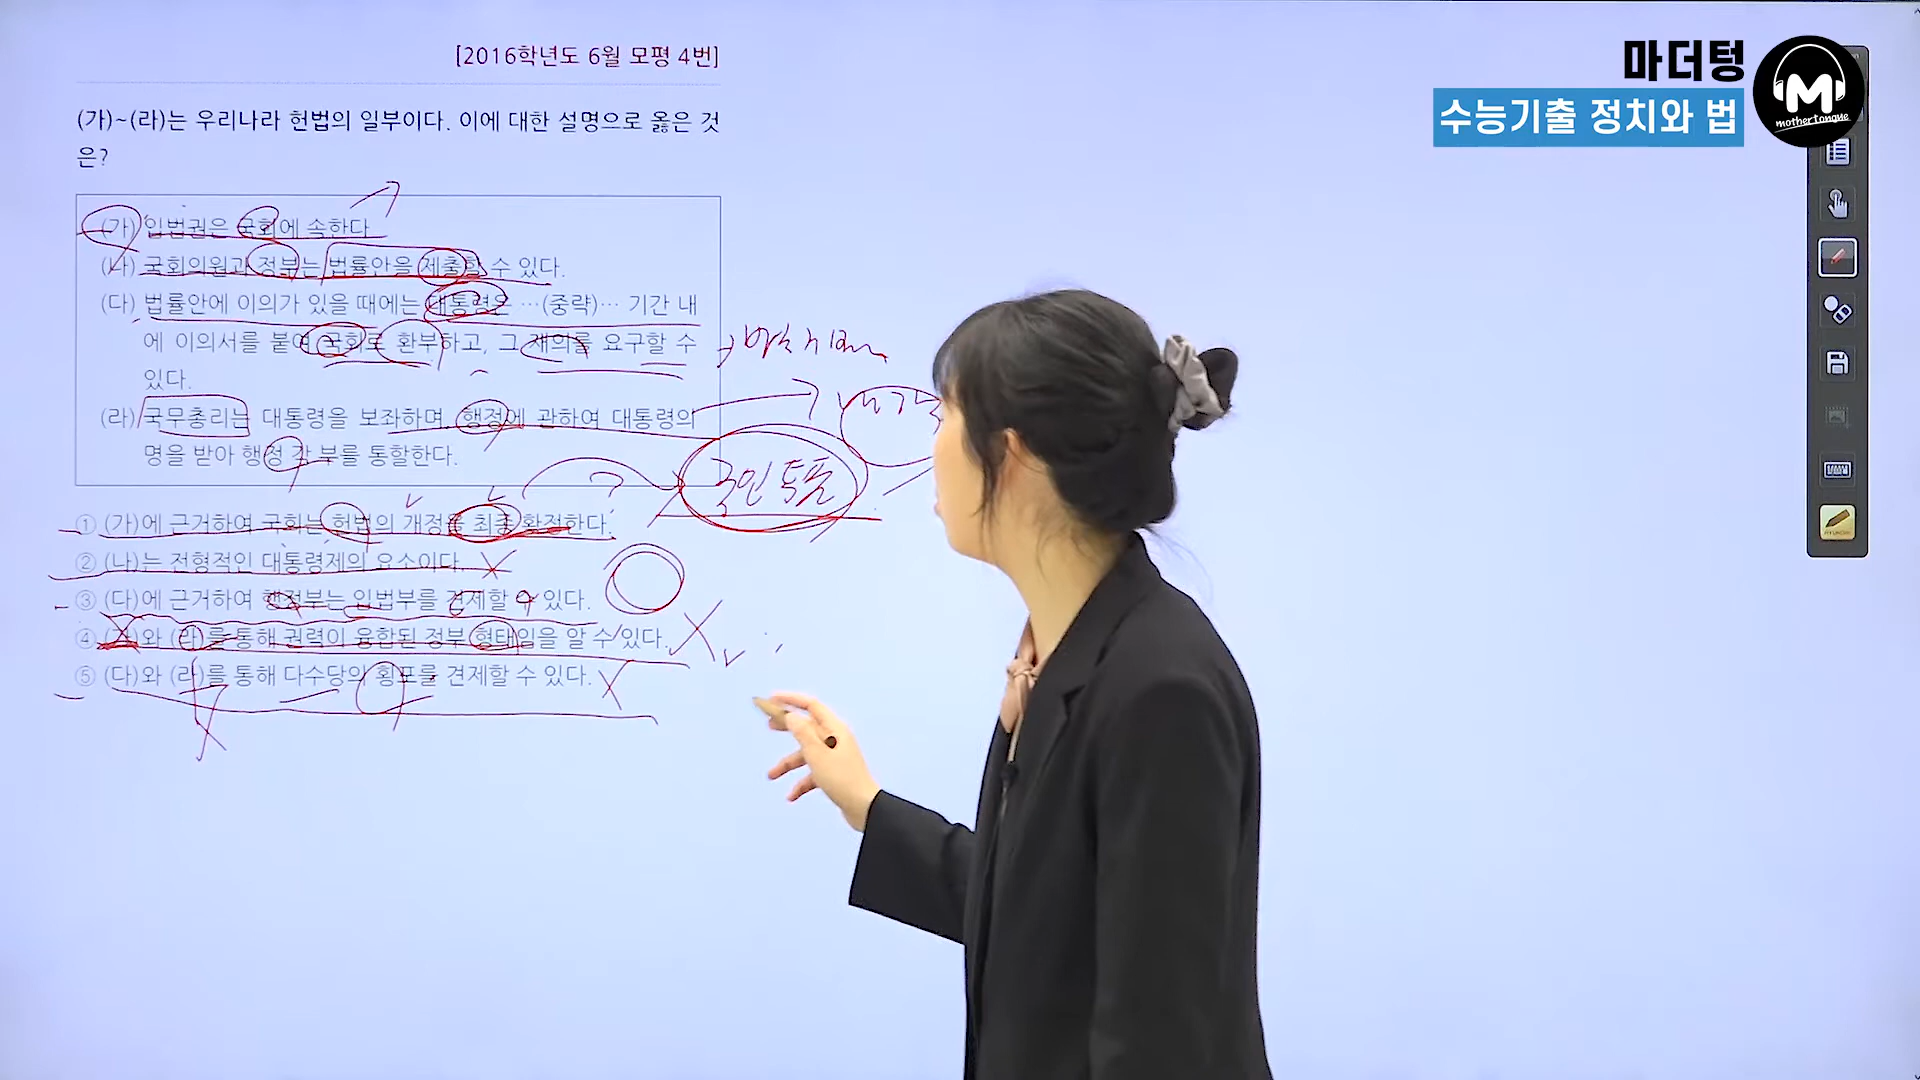 [2016학년도 6월 모평 4번]
마더텅
수능기출 정치와 법
M
mothertongue
(가)~(라)는 우리나라 헌법의 일부이다. 이에 대한 설명으로 옳은 것
은?
(가) 입법권은 국회에 속한다
(나) 국회의원과 정부는 법률안을 제출할 수 있다.
(다) 법률안에 이의가 있을 때에는 대통령은 …(중략)… 기간 내
에 이의서를 붙여 국회로 환부하고, 그 재의를 요구할 수
있다.
(라) 국무총리는 대통령을 보좌하며, 행정에 관하여 대통령의
명을 받아 행정 각 부를 통할한다.
국민투표
① (가)에 근거하여 국회는 헌법의 개정을 최종 확정한다.
② (나)는 전형적인 대통령제의 요소이다.
③ (다)에 근거하여 행정부는 입법부를 견제할 수 있다.
④ (가)와 (라)를 통해 권력이 융합된 정부 형태임을 알 수 있다.
⑤ (다)와 (라)를 통해 다수당의 횡포를 견제할 수 있다.